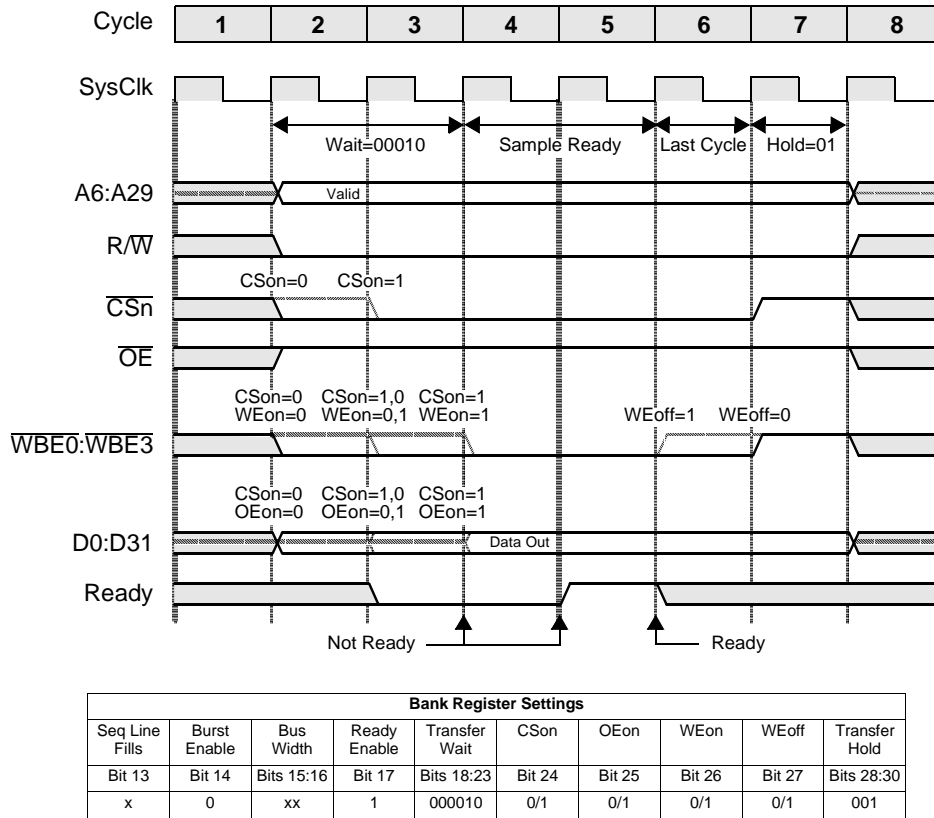 Cycle 1 2 3 4 5 6 7 8
SysClk
Wait=00010 Sample Ready Last Cycle Hold=01
A6:A29 Valid
R/W̅
CSon=0 CSon=1
C̅S̅n̅
O̅E̅
CSon=0 CSon=1,0 CSon=1
WEon=0 WEon=0,1 WEon=1 WEoff=1 WEoff=0
W̅B̅E̅0̅:W̅B̅E̅3̅
CSon=0 CSon=1,0 CSon=1
OEon=0 OEon=0,1 OEon=1
D0:D31 Data Out
Ready
Not Ready Ready
Bank Register Settings
Seq Line Fills Burst Enable Bus Width Ready Enable Transfer Wait CSon OEon WEon WEoff Transfer Hold
Bit 13 Bit 14 Bits 15:16 Bit 17 Bits 18:23 Bit 24 Bit 25 Bit 26 Bit 27 Bits 28:30
x 0 xx 1 000010 0/1 0/1 0/1 0/1 001